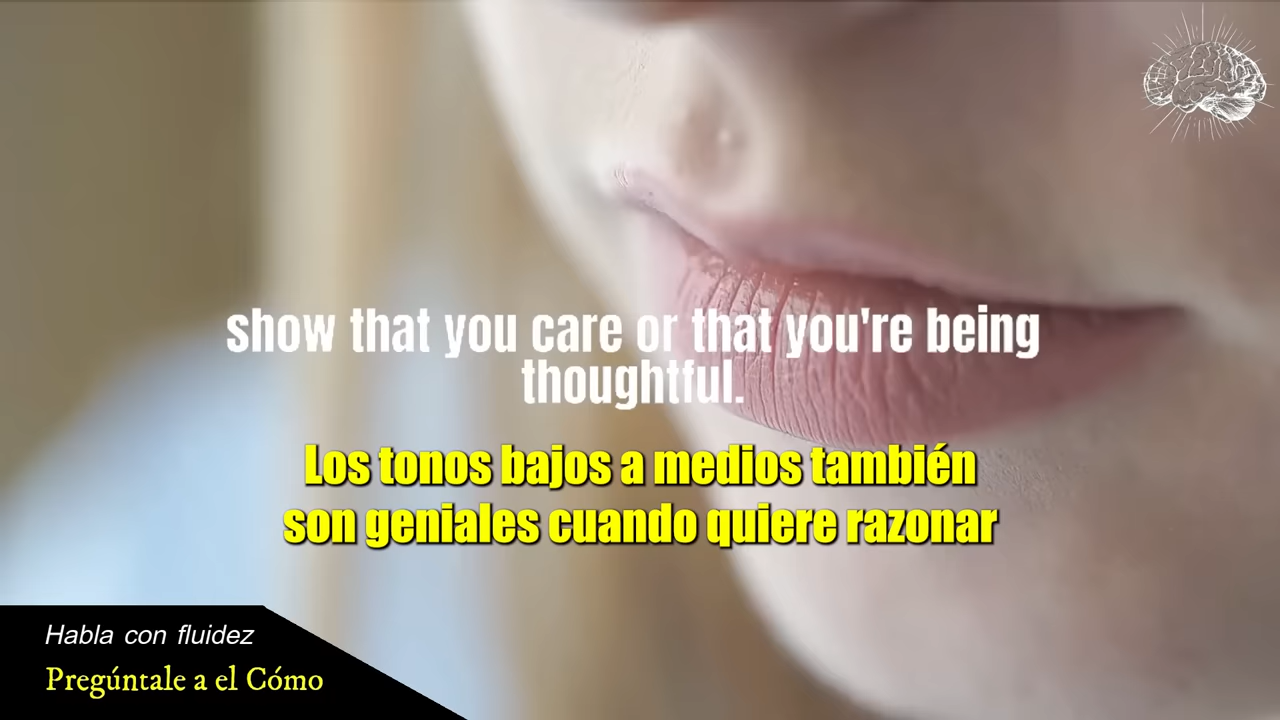 show that you care or that you're being
thoughtful.
Los tonos bajos a medios también
son geniales cuando quiere razonar
Habla con fluidez
Pregúntale a el Cómo